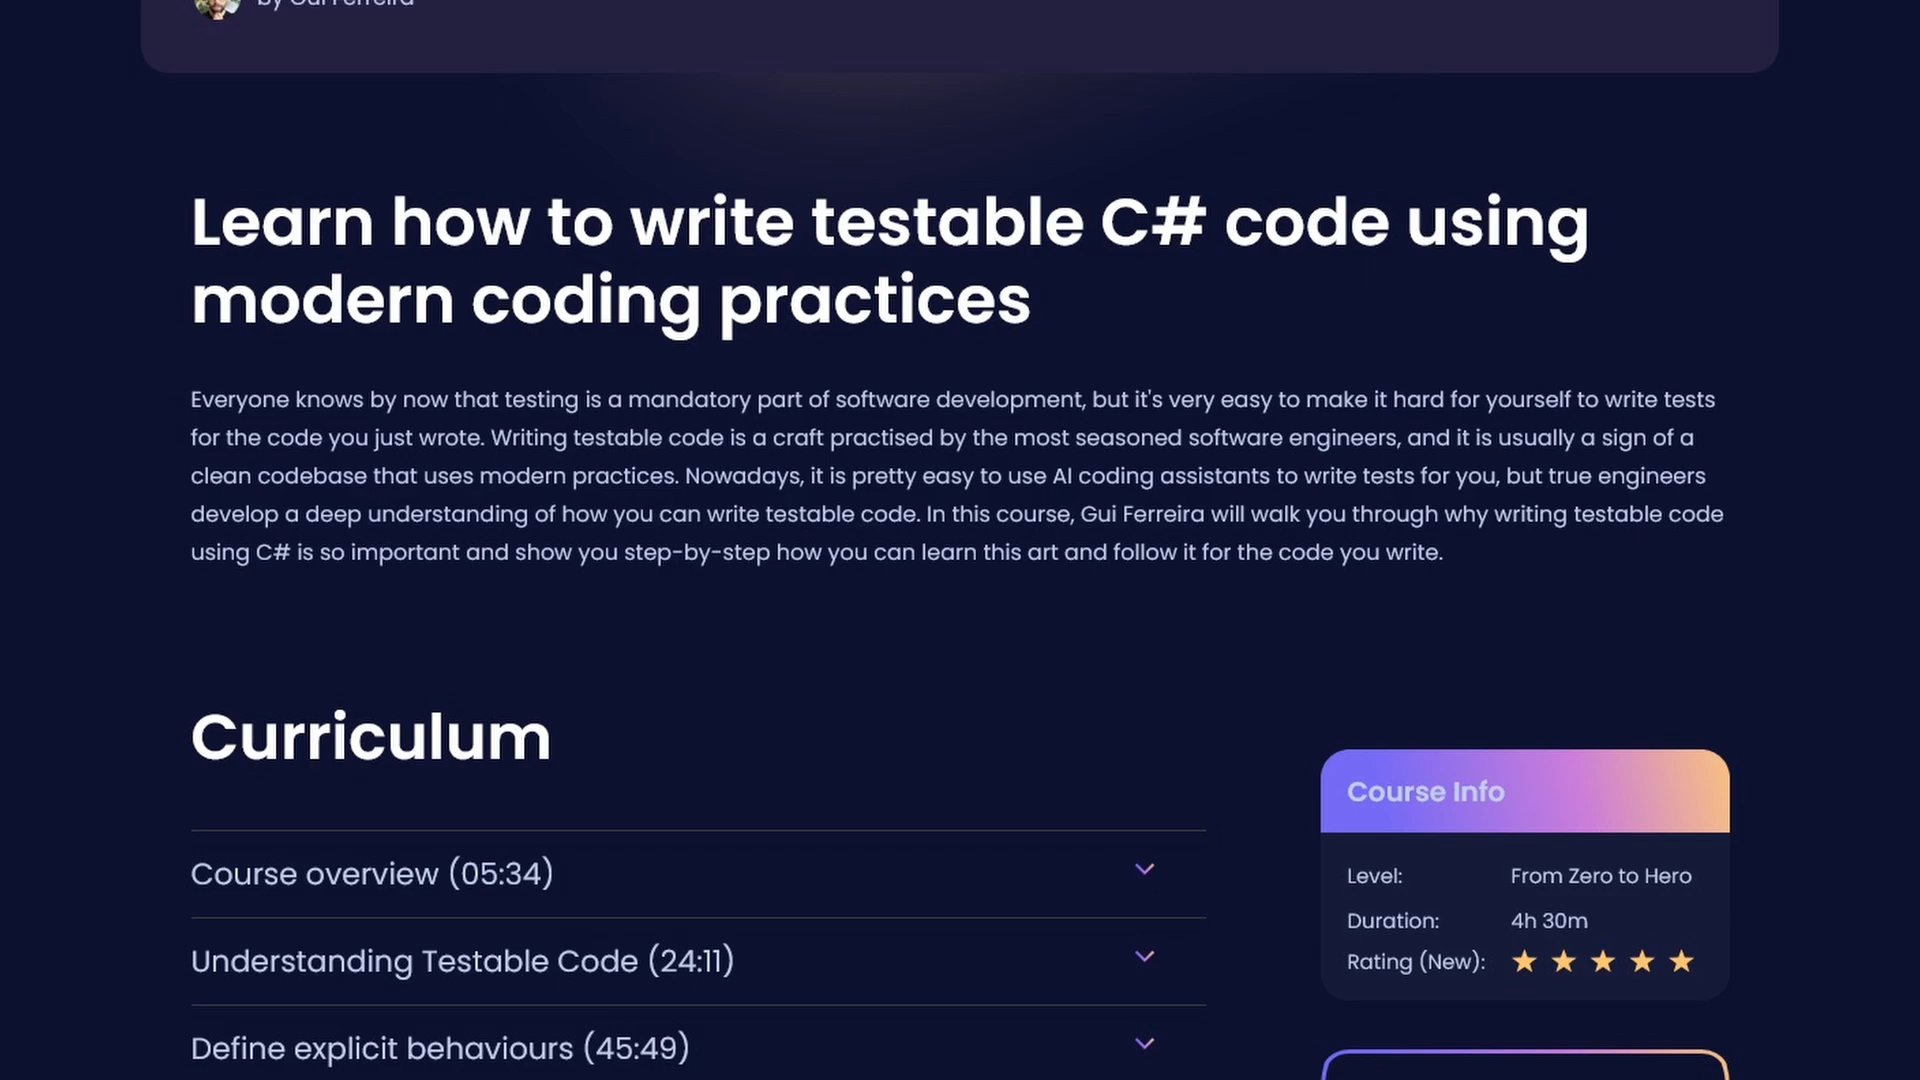 by Gui Ferreira
Learn how to write testable C# code using
modern coding practices
Everyone knows by now that testing is a mandatory part of software development, but it's very easy to make it hard for yourself to write tests
for the code you just wrote. Writing testable code is a craft practised by the most seasoned software engineers, and it is usually a sign of a
clean codebase that uses modern practices. Nowadays, it is pretty easy to use AI coding assistants to write tests for you, but true engineers
develop a deep understanding of how you can write testable code. In this course, Gui Ferreira will walk you through why writing testable code
using C# is so important and show you step-by-step how you can learn this art and follow it for the code you write.
Curriculum
Course overview (05:34)
Understanding Testable Code (24:11)
Define explicit behaviours (45:49)
Course Info
Level: From Zero to Hero
Duration: 4h 30m
Rating (New):